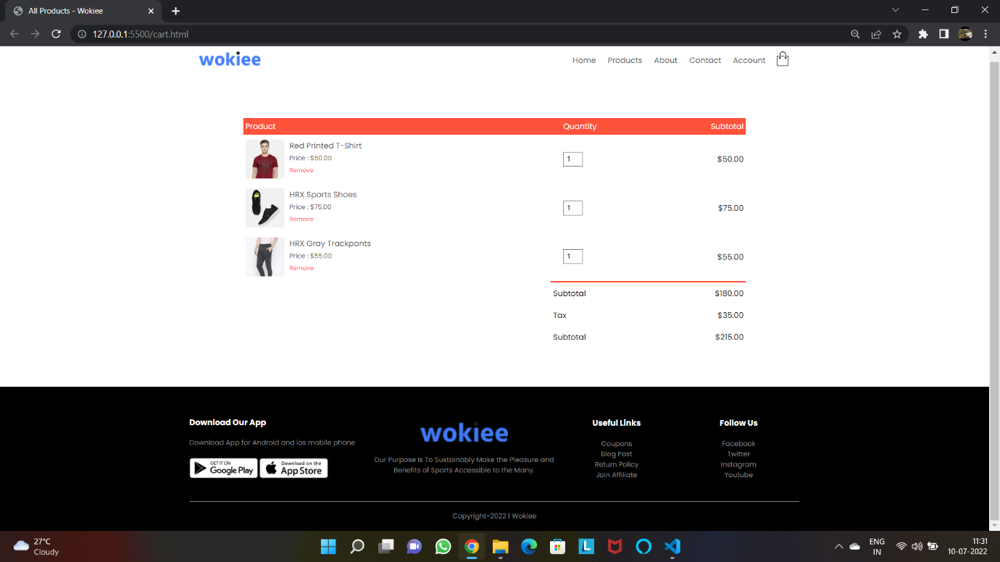 All Products - Wokiee
127.0.0.1:5500/cart.html
wokiee
Home Products About Contact Account
Product Quantity Subtotal
Red Printed T-Shirt
Price : $50.00
Remove
1
$50.00
HRX Sports Shoes
Price : $75.00
Remove
1
$75.00
HRX Gray Trackpants
Price : $55.00
Remove
1
$55.00
Subtotal $180.00
Tax $35.00
Subtotal $215.00
Download Our App
Download App for Android and ios mobile phone
GET IT ON
Google Play
Download on the
App Store
wokiee
Our Purpose Is To Sustainably Make the Pleasure and
Benefits of Sports Accessible to the Many.
Useful Links
Coupons
Blog Post
Return Policy
Join Affiliate
Follow Us
Facebook
Twitter
Instagram
Youtube
Copyright-2022 | Wokiee
27°C
Cloudy
L
ENG
IN
11:31
10-07-2022